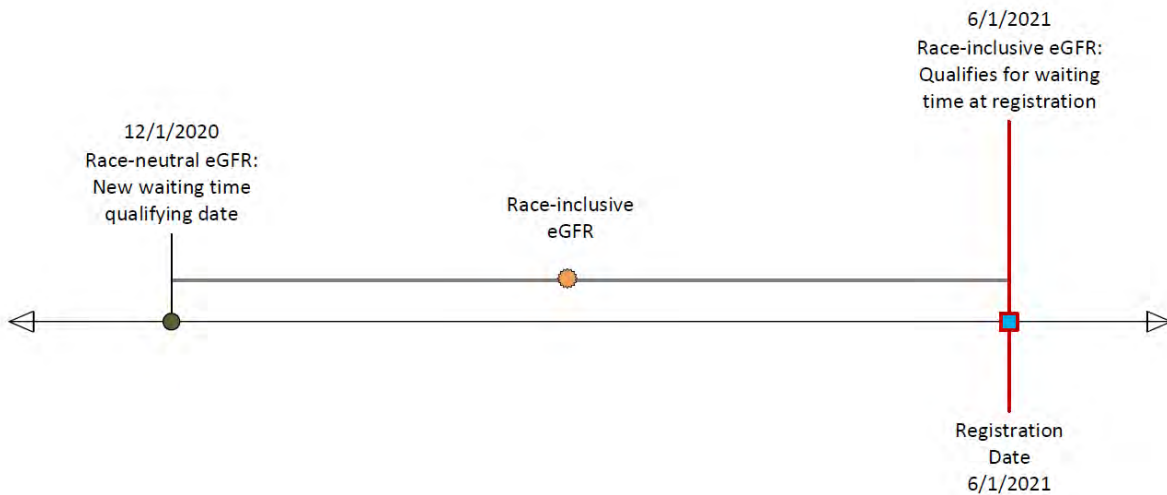 12/1/2020
Race-neutral eGFR:
New waiting time
qualifying date
Race-inclusive
eGFR
6/1/2021
Race-inclusive eGFR:
Qualifies for waiting
time at registration
Registration
Date
6/1/2021